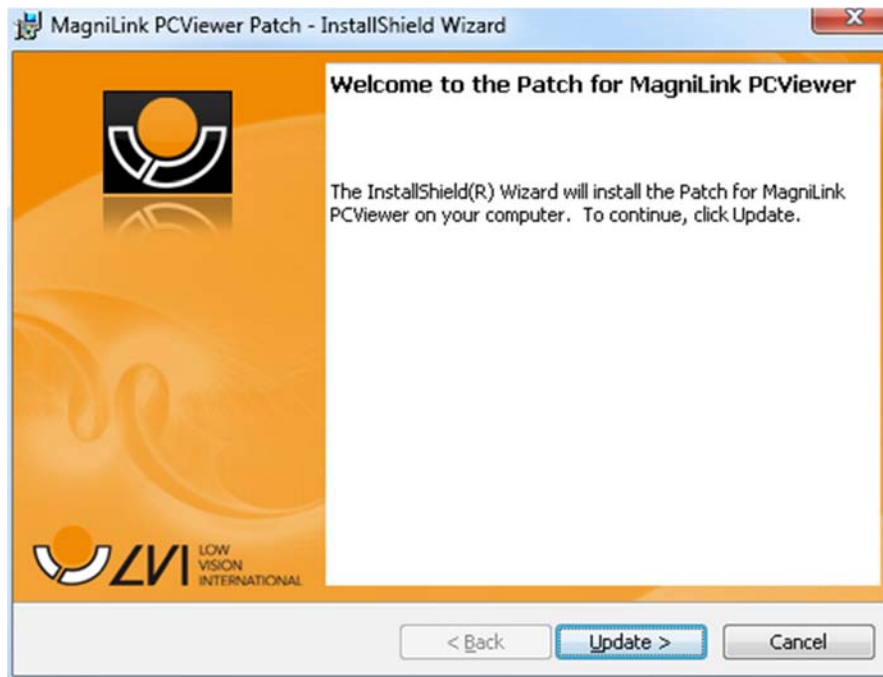 MagniLink PCViewer Patch - InstallShield Wizard
Welcome to the Patch for MagniLink PCViewer
The InstallShield(R) Wizard will install the Patch for MagniLink
PCViewer on your computer.  To continue, click Update.
LVI
LOW
VISION
INTERNATIONAL
< Back
Update >
Cancel